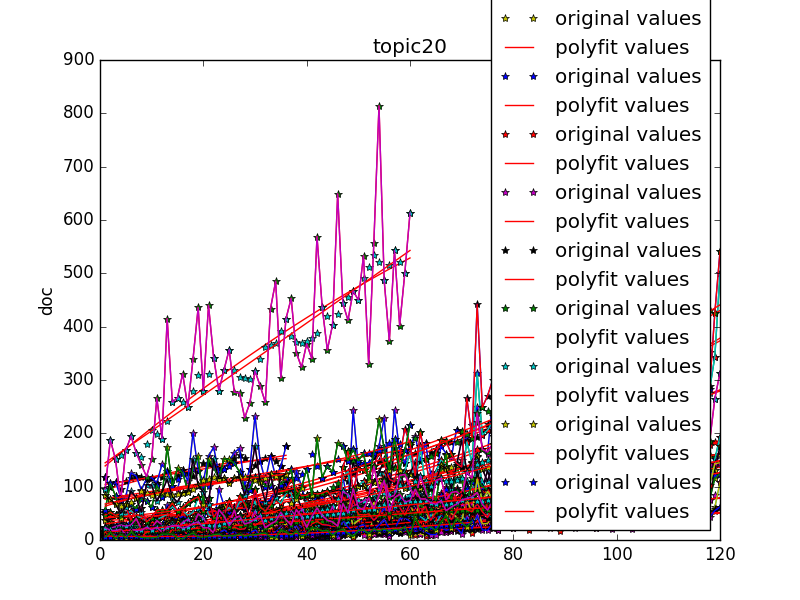 topic20
900
800
700
600
500
400
300
200
100
0
doc
0 20 40 60 80 100 120
month
original values
polyfit values
original values
polyfit values
original values
polyfit values
original values
polyfit values
original values
polyfit values
original values
polyfit values
original values
polyfit values
original values
polyfit values
original values
polyfit values